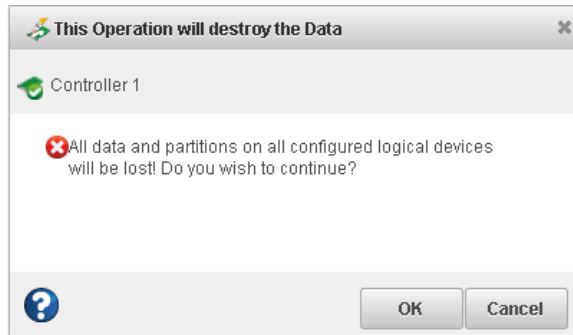 This Operation will destroy the Data
Controller 1
All data and partitions on all configured logical devices
will be lost! Do you wish to continue?
OK Cancel